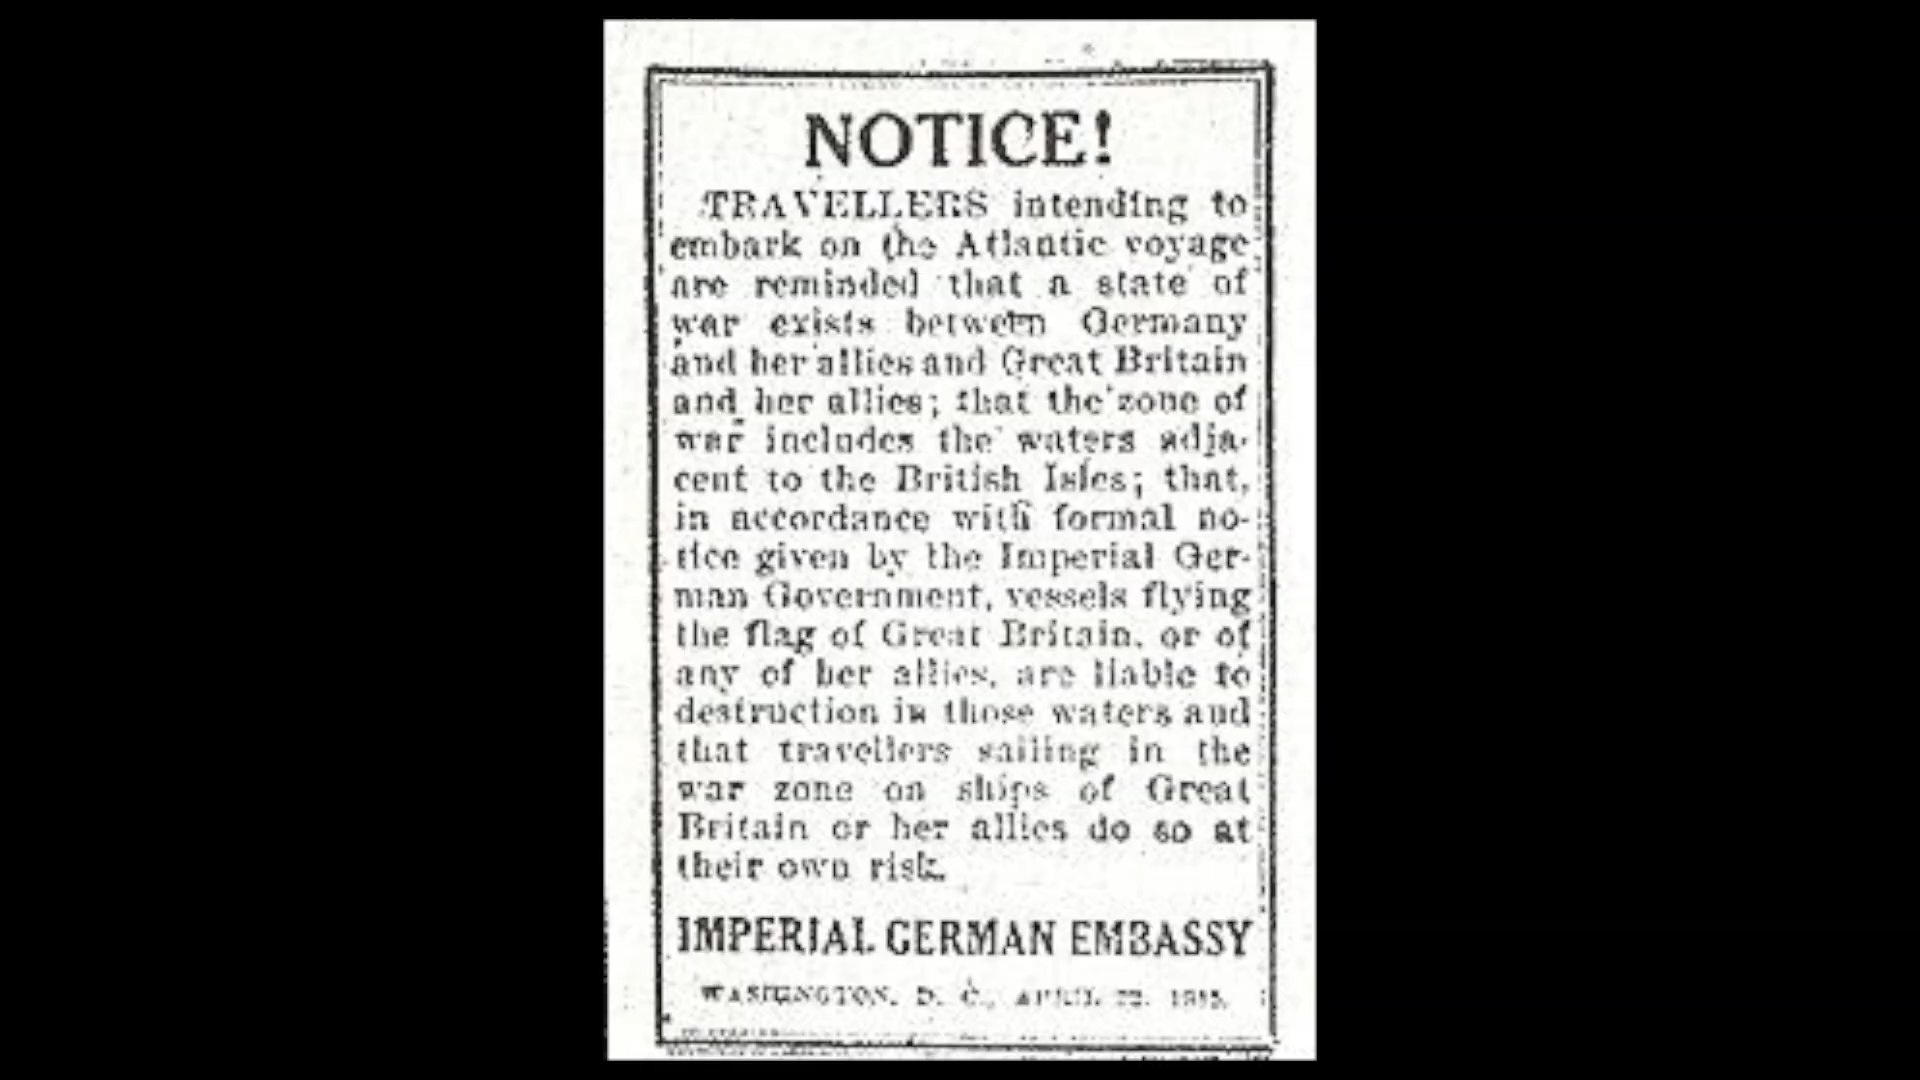 NOTICE!
TRAVELLERS intending to
embark on the Atlantic voyage
are reminded that a state of
war exists between Germany
and her allies and Great Britain
and her allies; that the zone of
war includes the waters adja-
cent to the British Isles; that,
in accordance with formal no-
tice given by the Imperial Ger-
man Government, vessels flying
the flag of Great Britain, or of
any of her allies, are liable to
destruction in those waters and
that travellers sailing in the
war zone on ships of Great
Britain or her allies do so at
their own risk.
IMPERIAL GERMAN EMBASSY
WASHINGTON, D. C., APRIL 22, 1915.